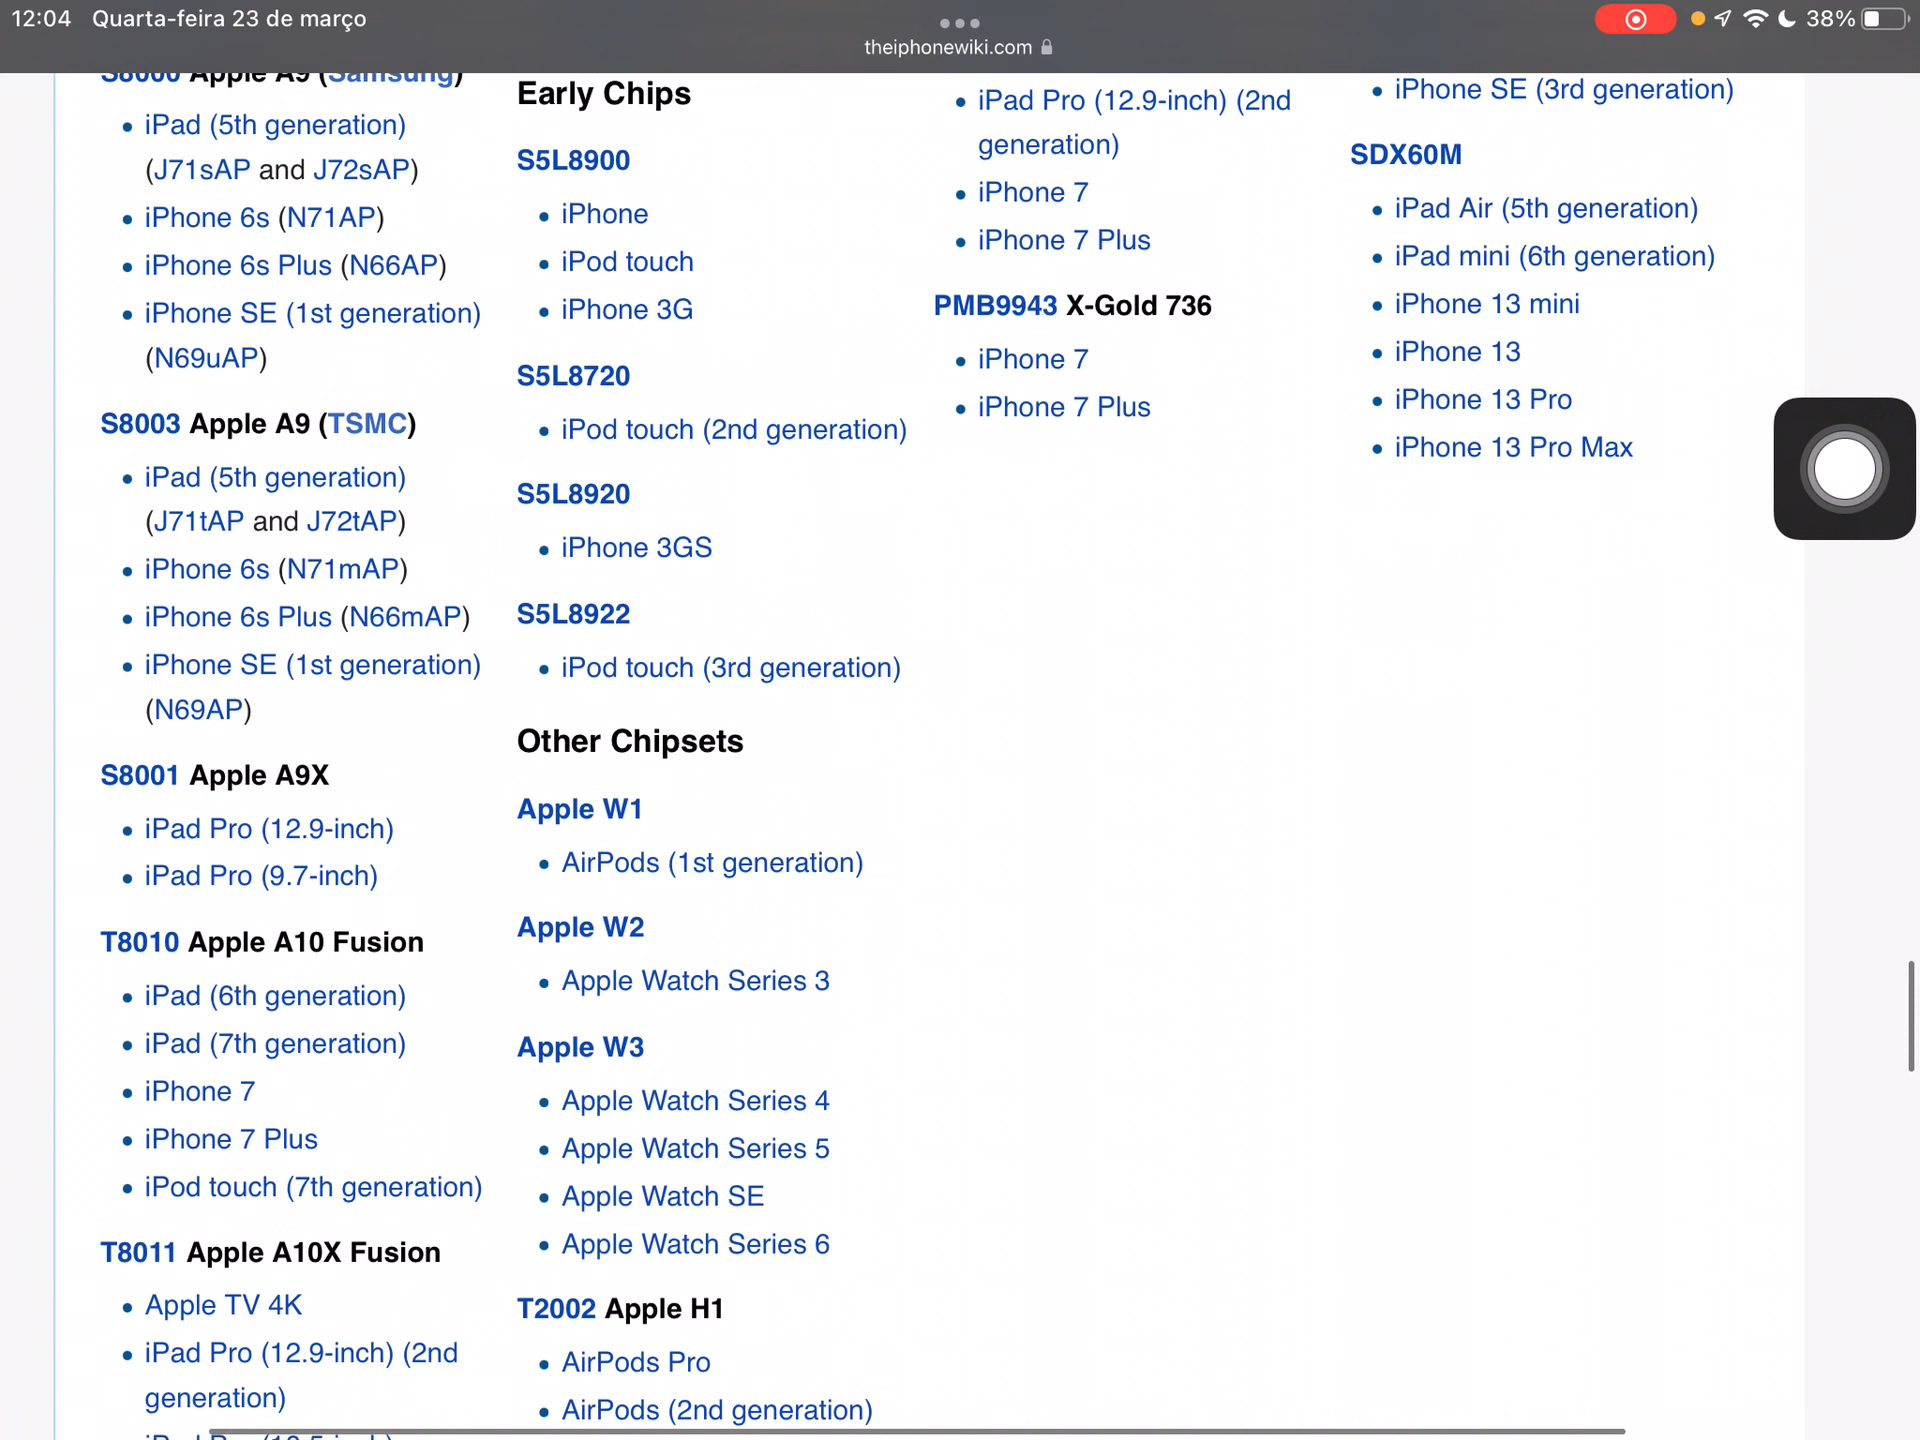 12:04 Quarta-feira 23 de março
38%
theiphonewiki.com
S8000 Apple A9 (Samsung)
iPad (5th generation)
(J71sAP and J72sAP)
iPhone 6s (N71AP)
iPhone 6s Plus (N66AP)
iPhone SE (1st generation)
(N69uAP)
S8003 Apple A9 (TSMC)
iPad (5th generation)
(J71tAP and J72tAP)
iPhone 6s (N71mAP)
iPhone 6s Plus (N66mAP)
iPhone SE (1st generation)
(N69AP)
S8001 Apple A9X
iPad Pro (12.9-inch)
iPad Pro (9.7-inch)
T8010 Apple A10 Fusion
iPad (6th generation)
iPad (7th generation)
iPhone 7
iPhone 7 Plus
iPod touch (7th generation)
T8011 Apple A10X Fusion
Apple TV 4K
iPad Pro (12.9-inch) (2nd
generation)
Early Chips
S5L8900
iPhone
iPod touch
iPhone 3G
S5L8720
iPod touch (2nd generation)
S5L8920
iPhone 3GS
S5L8922
iPod touch (3rd generation)
Other Chipsets
Apple W1
AirPods (1st generation)
Apple W2
Apple Watch Series 3
Apple W3
Apple Watch Series 4
Apple Watch Series 5
Apple Watch SE
Apple Watch Series 6
T2002 Apple H1
AirPods Pro
AirPods (2nd generation)
iPad Pro (12.9-inch) (2nd
generation)
iPhone 7
iPhone 7 Plus
PMB9943 X-Gold 736
iPhone 7
iPhone 7 Plus
iPhone SE (3rd generation)
SDX60M
iPad Air (5th generation)
iPad mini (6th generation)
iPhone 13 mini
iPhone 13
iPhone 13 Pro
iPhone 13 Pro Max